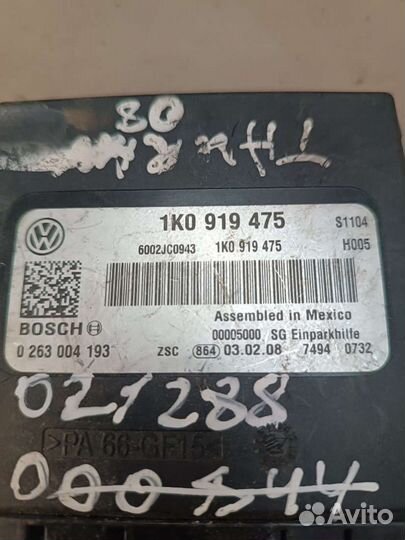 80
1K0 919 475 S1104
6002JC0943 1K0 919 475 H005
Assembled in Mexico
BOSCH 00005000 SG Einparkhilfe
0 263 004 193 ZSC 864 03.02.08 7494 0732
021288
>PA 66-GF15<
Avito